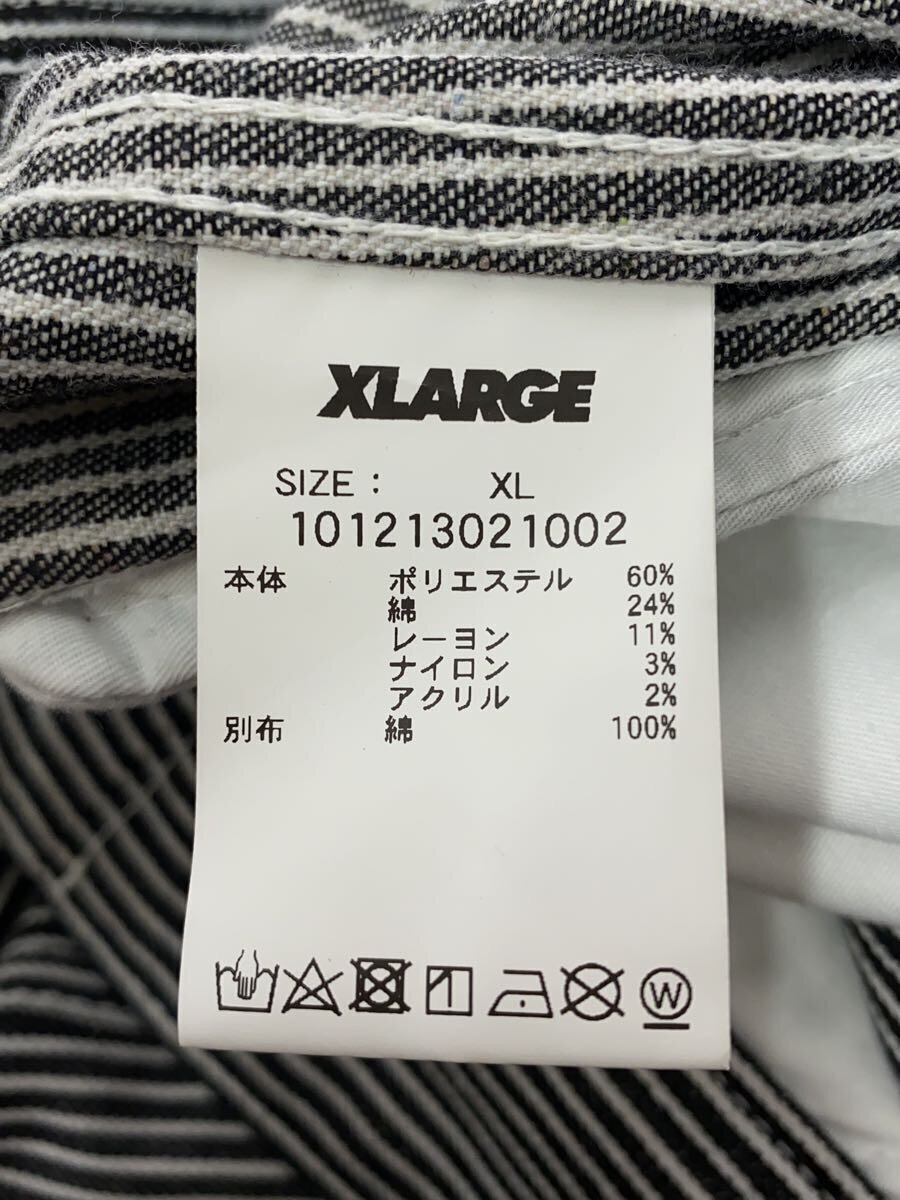 XLARGE
SIZE : XL
101213021002
本体 ポリエステル 60%
綿 24%
レーヨン 11%
ナイロン 3%
アクリル 2%
別布 綿 100%
W